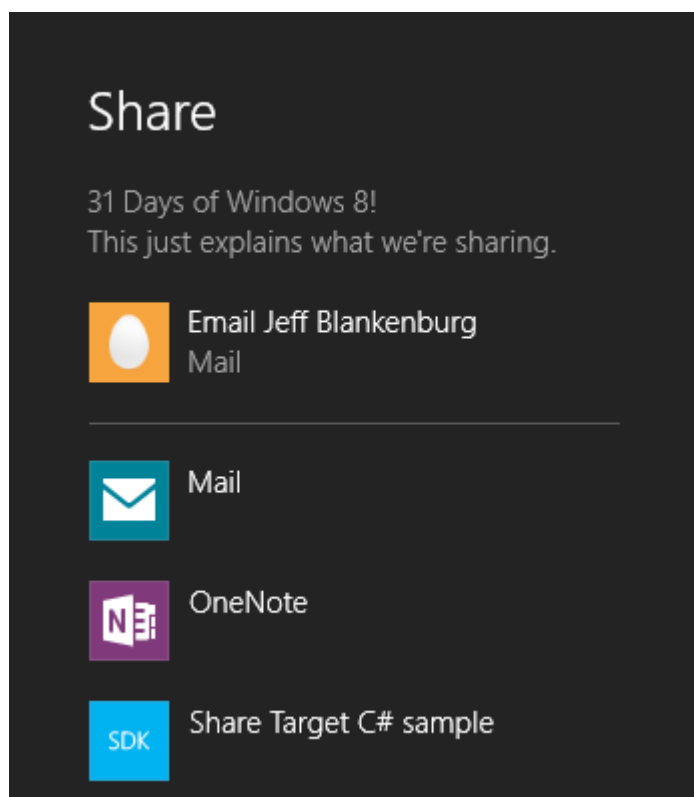 Share
31 Days of Windows 8!
This just explains what we're sharing.
Email Jeff Blankenburg
Mail
Mail
N
OneNote
SDK
Share Target C# sample